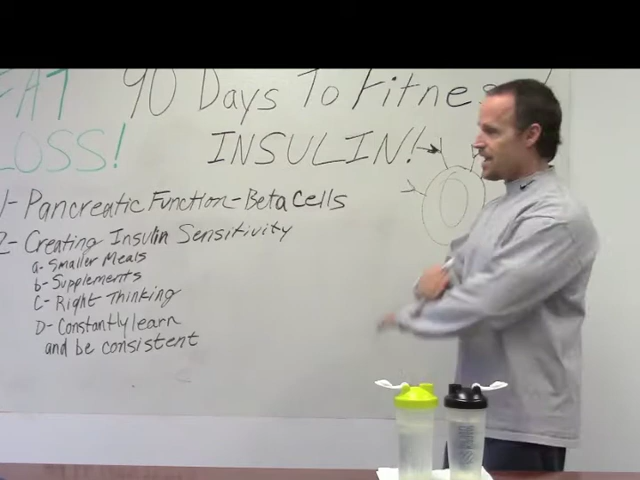 FAT 90 Days To Fitness!
LOSS! INSULIN!
1- Pancreatic Function-Beta Cells
2- Creating Insulin Sensitivity
a- Smaller Meals
b- Supplements
C- Right Thinking
D- Constantly learn
and be consistent